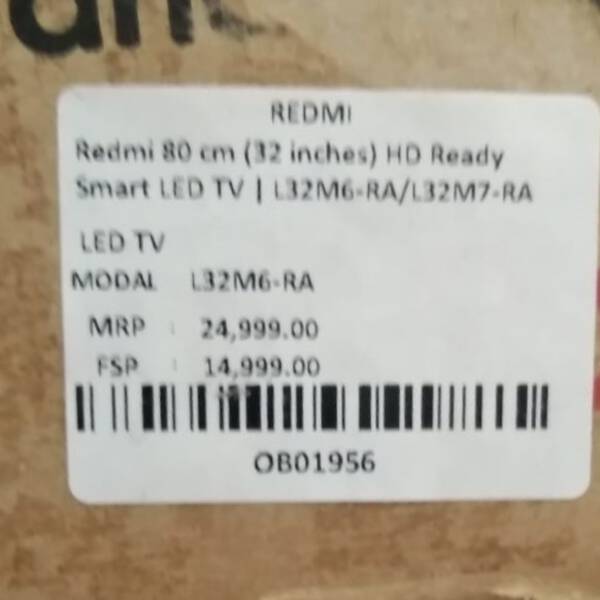 REDMI
Redmi 80 cm (32 inches) HD Ready
Smart LED TV | L32M6-RA/L32M7-RA
LED TV
MODAL L32M6-RA
MRP : 24,999.00
FSP : 14,999.00
OB01956